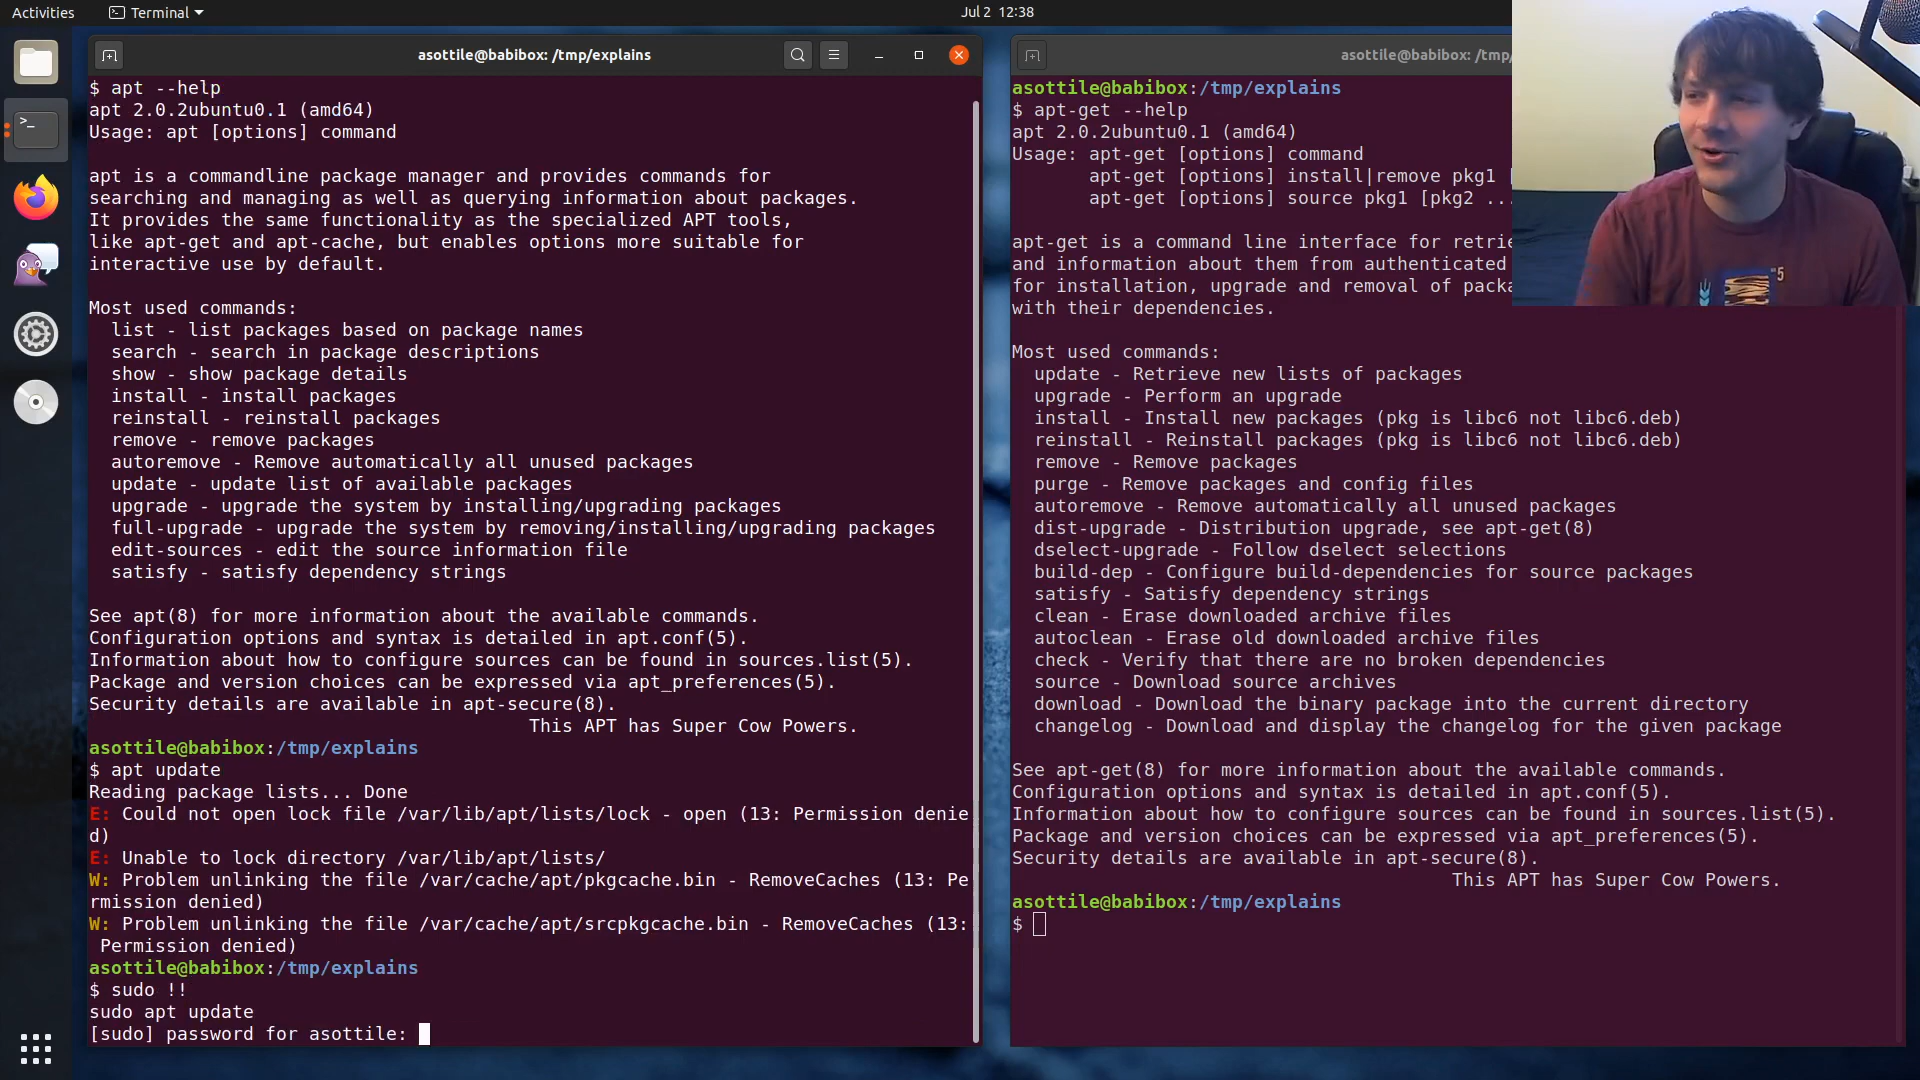 Activities
Terminal
Jul 2 12:38
asottile@babibox: /tmp/explains
$ apt --help
apt 2.0.2ubuntu0.1 (amd64)
Usage: apt [options] command
apt is a commandline package manager and provides commands for
searching and managing as well as querying information about packages.
It provides the same functionality as the specialized APT tools,
like apt-get and apt-cache, but enables options more suitable for
interactive use by default.
Most used commands:
list - list packages based on package names
search - search in package descriptions
show - show package details
install - install packages
reinstall - reinstall packages
remove - remove packages
autoremove - Remove automatically all unused packages
update - update list of available packages
upgrade - upgrade the system by installing/upgrading packages
full-upgrade - upgrade the system by removing/installing/upgrading packages
edit-sources - edit the source information file
satisfy - satisfy dependency strings
See apt(8) for more information about the available commands.
Configuration options and syntax is detailed in apt.conf(5).
Information about how to configure sources can be found in sources.list(5).
Package and version choices can be expressed via apt_preferences(5).
Security details are available in apt-secure(8).
This APT has Super Cow Powers.
asottile@babibox:/tmp/explains
$ apt update
Reading package lists... Done
E: Could not open lock file /var/lib/apt/lists/lock - open (13: Permission denie
d)
E: Unable to lock directory /var/lib/apt/lists/
W: Problem unlinking the file /var/cache/apt/pkgcache.bin - RemoveCaches (13: Pe
rmission denied)
W: Problem unlinking the file /var/cache/apt/srcpkgcache.bin - RemoveCaches (13:
Permission denied)
asottile@babibox:/tmp/explains
$ sudo !!
sudo apt update
[sudo] password for asottile:
asottile@babibox: /tmp/
asottile@babibox:/tmp/explains
$ apt-get --help
apt 2.0.2ubuntu0.1 (amd64)
Usage: apt-get [options] command
apt-get [options] install|remove pkg1 [
apt-get [options] source pkg1 [pkg2 ...
apt-get is a command line interface for retrie
and information about them from authenticated
for installation, upgrade and removal of packa
with their dependencies.
Most used commands:
update - Retrieve new lists of packages
upgrade - Perform an upgrade
install - Install new packages (pkg is libc6 not libc6.deb)
reinstall - Reinstall packages (pkg is libc6 not libc6.deb)
remove - Remove packages
purge - Remove packages and config files
autoremove - Remove automatically all unused packages
dist-upgrade - Distribution upgrade, see apt-get(8)
dselect-upgrade - Follow dselect selections
build-dep - Configure build-dependencies for source packages
satisfy - Satisfy dependency strings
clean - Erase downloaded archive files
autoclean - Erase old downloaded archive files
check - Verify that there are no broken dependencies
source - Download source archives
download - Download the binary package into the current directory
changelog - Download and display the changelog for the given package
See apt-get(8) for more information about the available commands.
Configuration options and syntax is detailed in apt.conf(5).
Information about how to configure sources can be found in sources.list(5).
Package and version choices can be expressed via apt_preferences(5).
Security details are available in apt-secure(8).
This APT has Super Cow Powers.
asottile@babibox:/tmp/explains
$